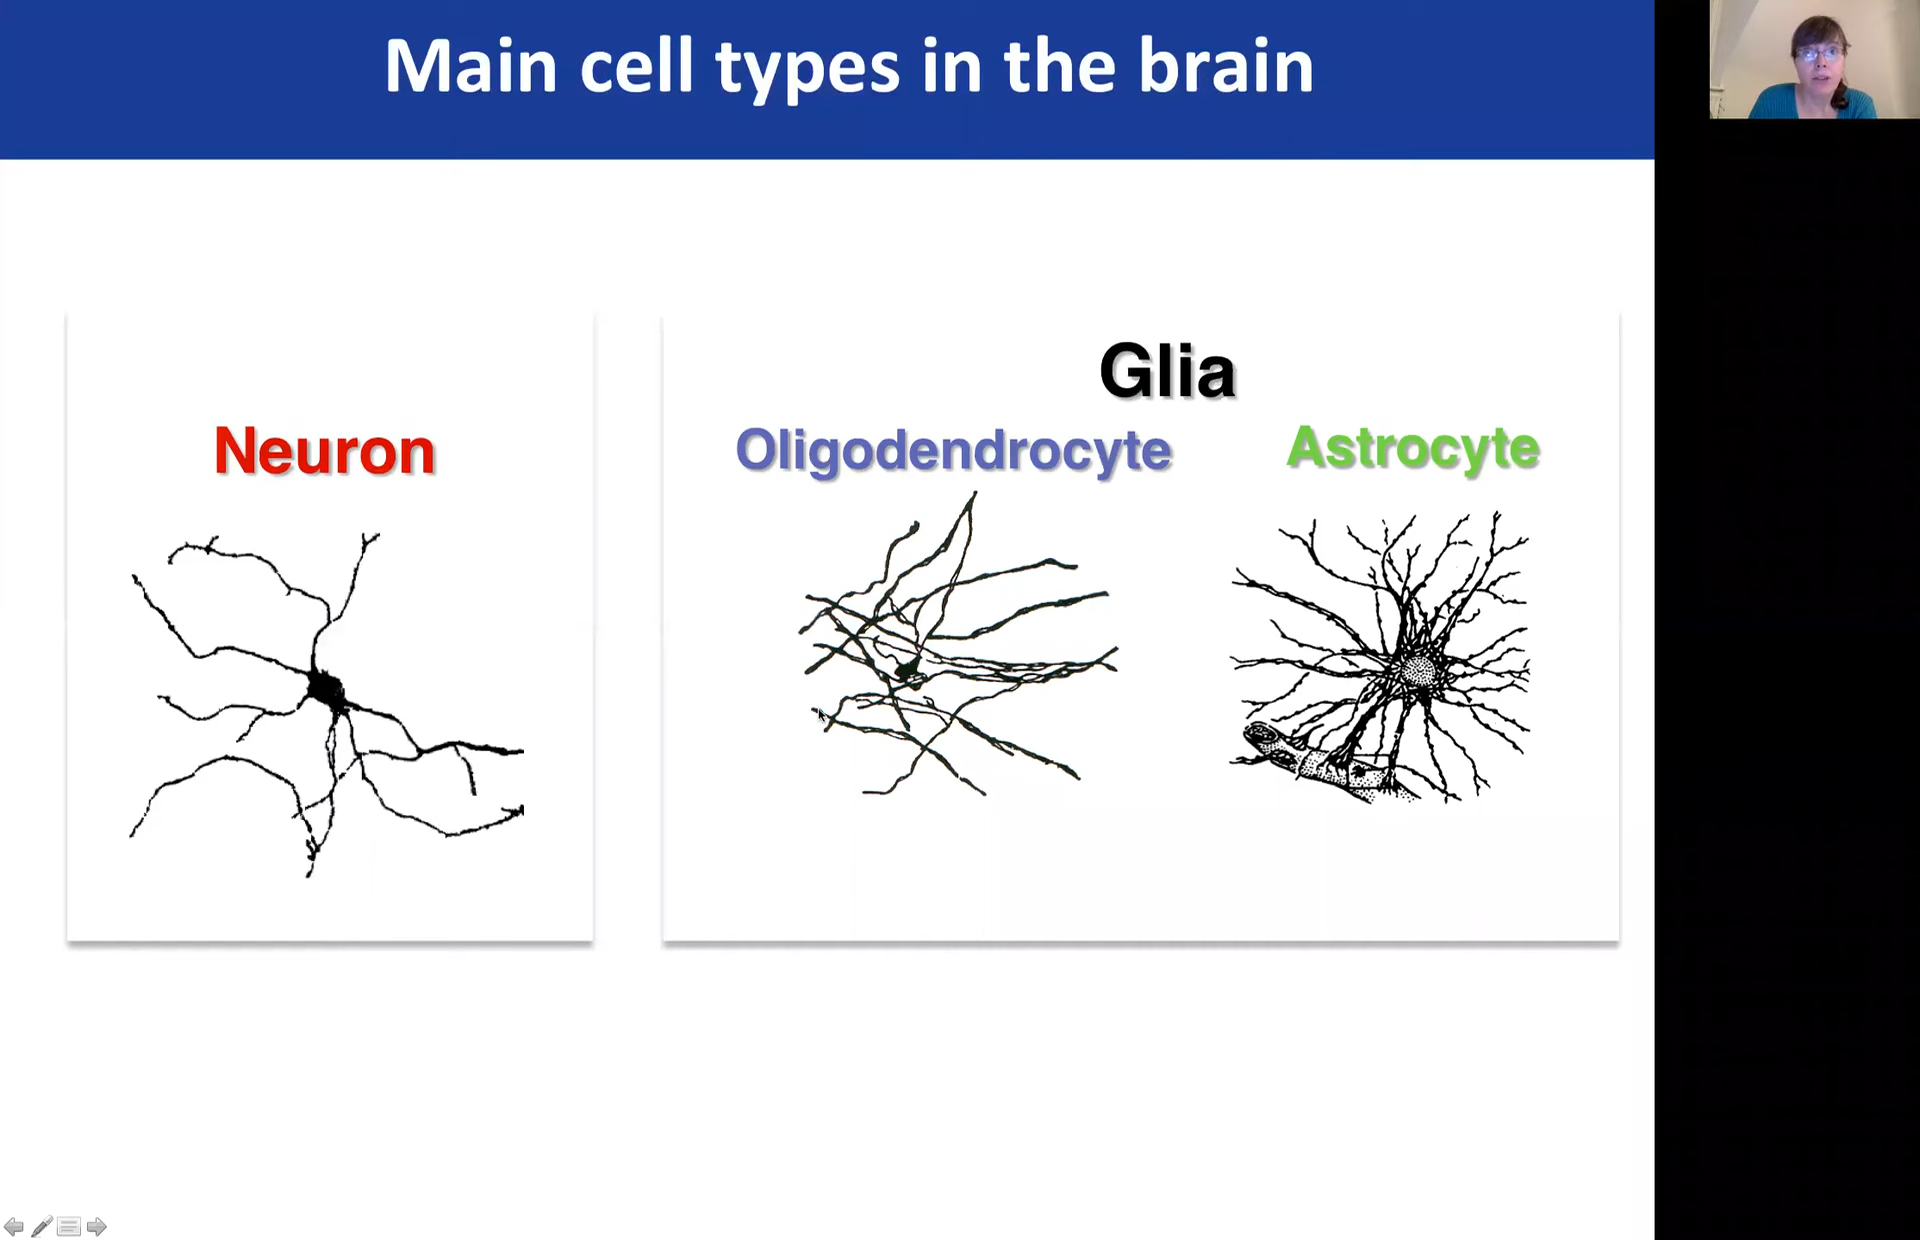 Main cell types in the brain
Neuron
Glia
Oligodendrocyte
Astrocyte